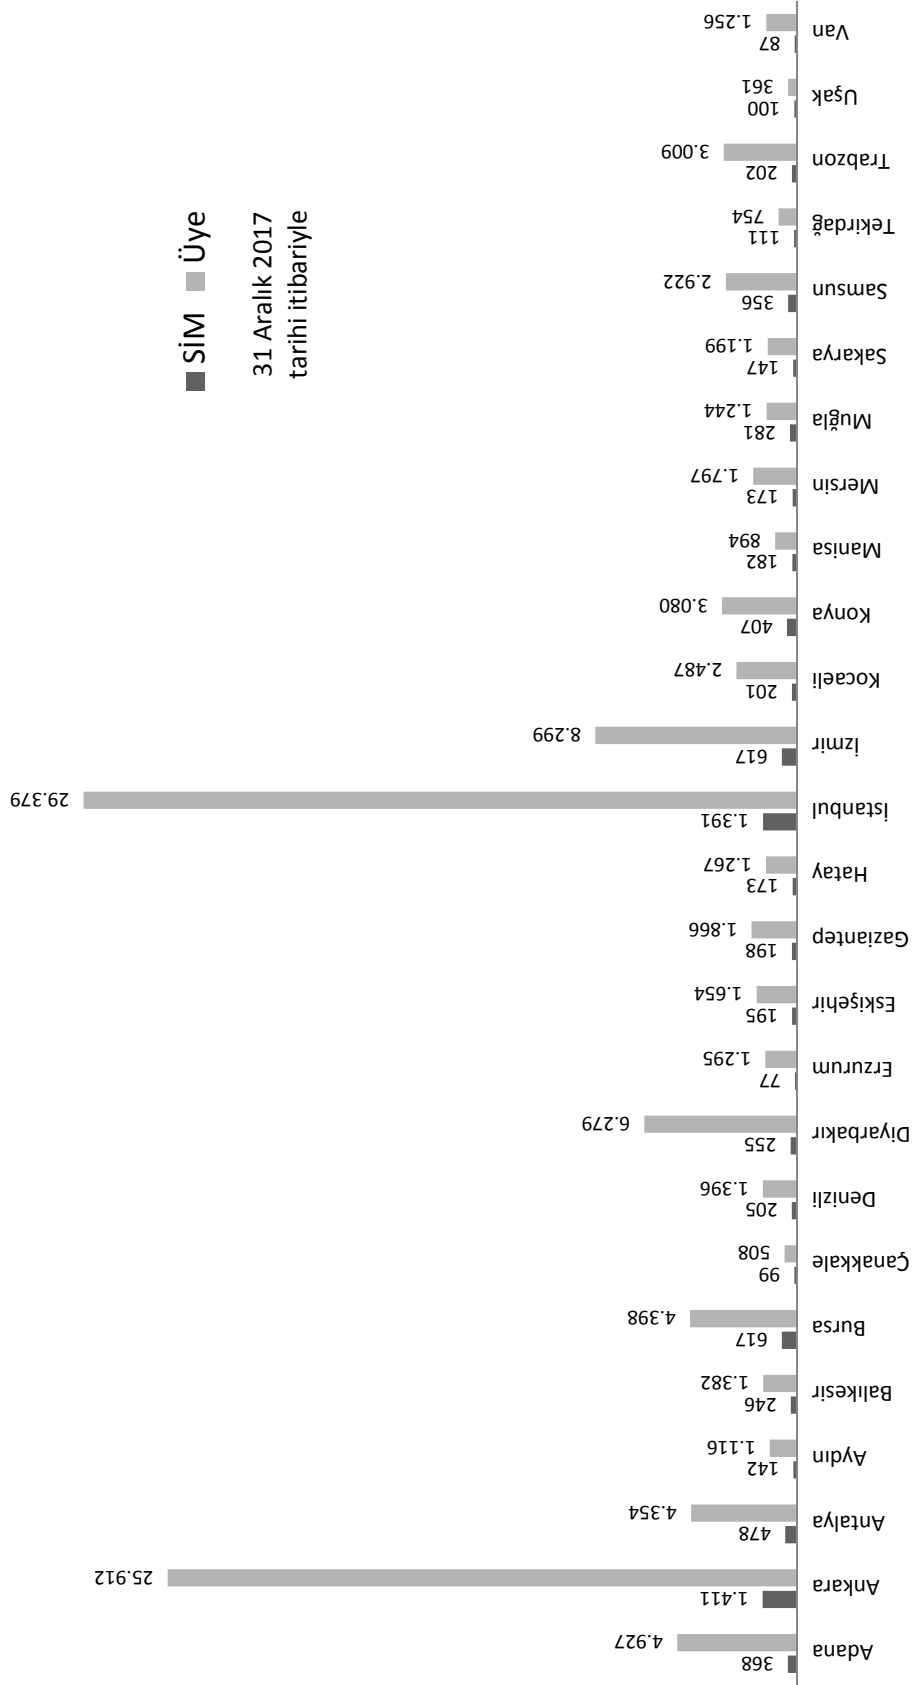 SİM Üye
31 Aralık 2017
tarihi itibariyle
1.256
87
Van
361
100
Uşak
3.009
202
Trabzon
754
111
Tekirdağ
2.922
356
Samsun
1.199
147
Sakarya
1.244
281
Muğla
1.797
173
Mersin
894
182
Manisa
3.080
407
Konya
2.487
201
Kocaeli
8.299
617
İzmir
29.379
1.391
İstanbul
1.267
173
Hatay
1.866
198
Gaziantep
1.654
195
Eskişehir
1.295
77
Erzurum
6.279
255
Diyarbakır
1.396
205
Denizli
508
99
Çanakkale
4.398
617
Bursa
1.382
246
Balıkesir
1.116
142
Aydın
4.354
478
Antalya
25.912
1.411
Ankara
4.927
368
Adana